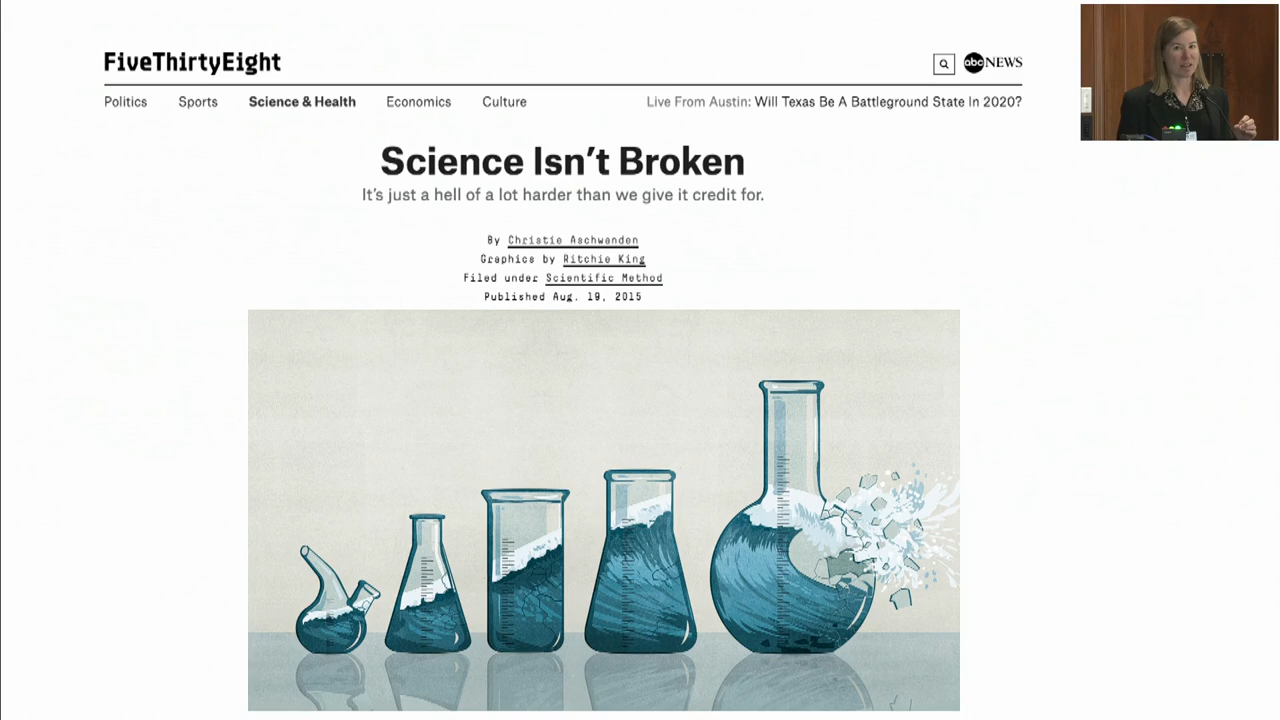 FiveThirtyEight
abc NEWS
Politics Sports Science & Health Economics Culture
Live From Austin: Will Texas Be A Battleground State In 2020?
Science Isn't Broken
It's just a hell of a lot harder than we give it credit for.
By Christie Aschwanden
Graphics by Ritchie King
Filed under Scientific Method
Published Aug. 19, 2015